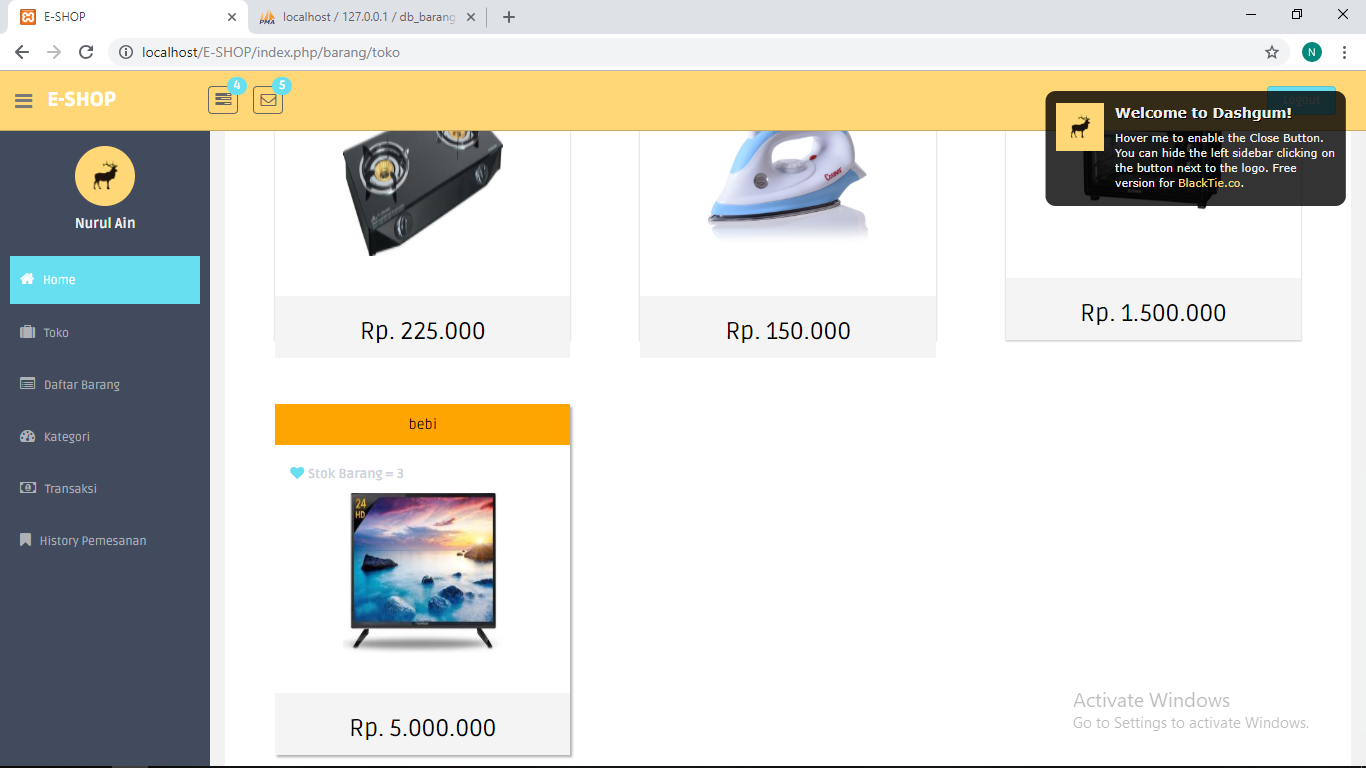 E-SHOP
localhost / 127.0.0.1 / db_barang
localhost/E-SHOP/index.php/barang/toko
N
E-SHOP
4
5
Logout
Welcome to Dashgum!
Hover me to enable the Close Button.
You can hide the left sidebar clicking on
the button next to the logo. Free
version for BlackTie.co.
Nurul Ain
Home
Toko
Daftar Barang
Kategori
Transaksi
History Pemesanan
Rp. 225.000
Rp. 150.000
Rp. 1.500.000
bebi
Stok Barang = 3
24
HD
Rp. 5.000.000
Activate Windows
Go to Settings to activate Windows.